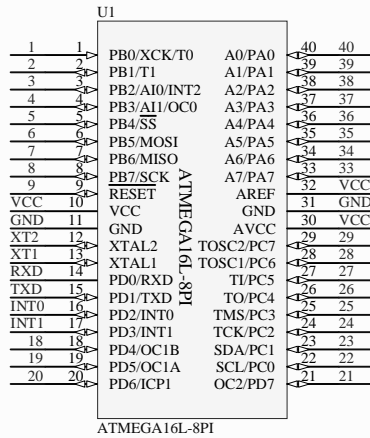 U1
1 1 PB0/XCK/T0 A0/PA0 40 40
2 2 PB1/T1 A1/PA1 39 39
3 3 PB2/AI0/INT2 A2/PA2 38 38
4 4 PB3/AI1/OC0 A3/PA3 37 37
5 5 PB4/SS A4/PA4 36 36
6 6 PB5/MOSI A5/PA5 35 35
7 7 PB6/MISO A6/PA6 34 34
8 8 PB7/SCK A7/PA7 33 33
9 9 RESET AREF 32 VCC
VCC 10 VCC GND 31 GND
GND 11 GND AVCC 30 VCC
XT2 12 XTAL2 TOSC2/PC7 29 29
XT1 13 XTAL1 TOSC1/PC6 28 28
RXD 14 PD0/RXD TI/PC5 27 27
TXD 15 PD1/TXD TO/PC4 26 26
INT0 16 PD2/INT0 TMS/PC3 25 25
INT1 17 PD3/INT1 TCK/PC2 24 24
18 18 PD4/OC1B SDA/PC1 23 23
19 19 PD5/OC1A SCL/PC0 22 22
20 20 PD6/ICP1 OC2/PD7 21 21
ATMEGA16L-8PI
ATMEGA16L-8PI